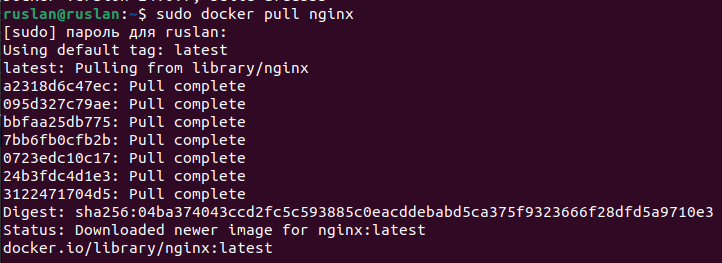 ruslan@ruslan:~$ sudo docker pull nginx
[sudo] пароль для ruslan:
Using default tag: latest
latest: Pulling from library/nginx
a2318d6c47ec: Pull complete
095d327c79ae: Pull complete
bbfaa25db775: Pull complete
7bb6fb0cfb2b: Pull complete
0723edc10c17: Pull complete
24b3fdc4d1e3: Pull complete
3122471704d5: Pull complete
Digest: sha256:04ba374043ccd2fc5c593885c0eacddebabd5ca375f9323666f28dfd5a9710e3
Status: Downloaded newer image for nginx:latest
docker.io/library/nginx:latest